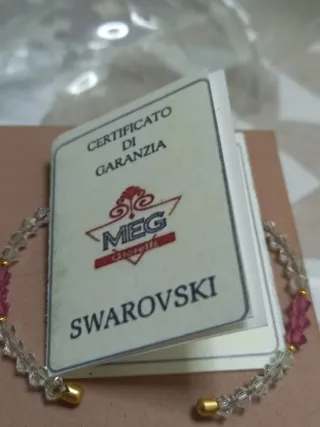 CERTIFICATO
DI
GARANZIA
MEG
Gioielli
SWAROVSKI